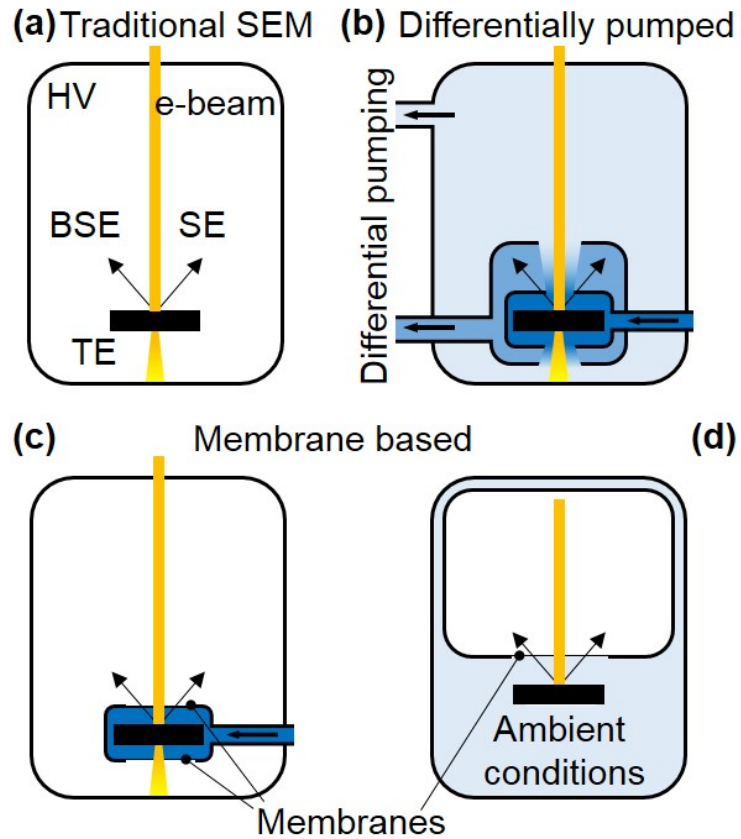 (a) Traditional SEM
(b) Differentially pumped
HV
e-beam
BSE
SE
TE
Differential pumping
(c)
Membrane based
(d)
Ambient
conditions
Membranes